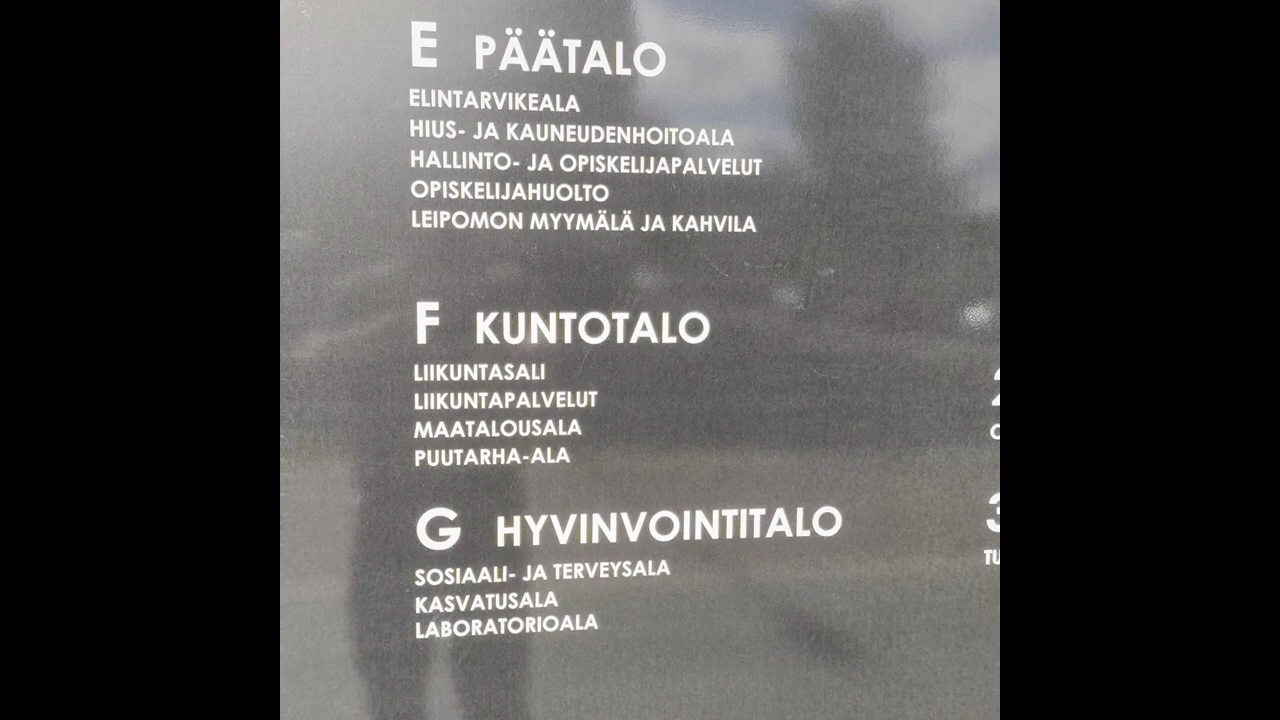 E PÄÄTALO
ELINTARVIKEALA
HIUS- JA KAUNEUDENHOITOALA
HALLINTO- JA OPISKELIJAPALVELUT
OPISKELIJAHUOLTO
LEIPOMON MYYMÄLÄ JA KAHVILA
F KUNTOTALO
LIIKUNTASALI
LIIKUNTAPALVELUT
MAATALOUSALA
PUUTARHA-ALA
G HYVINVOINTITALO
SOSIAALI- JA TERVEYSALA
KASVATUSALA
LABORATORIOALA